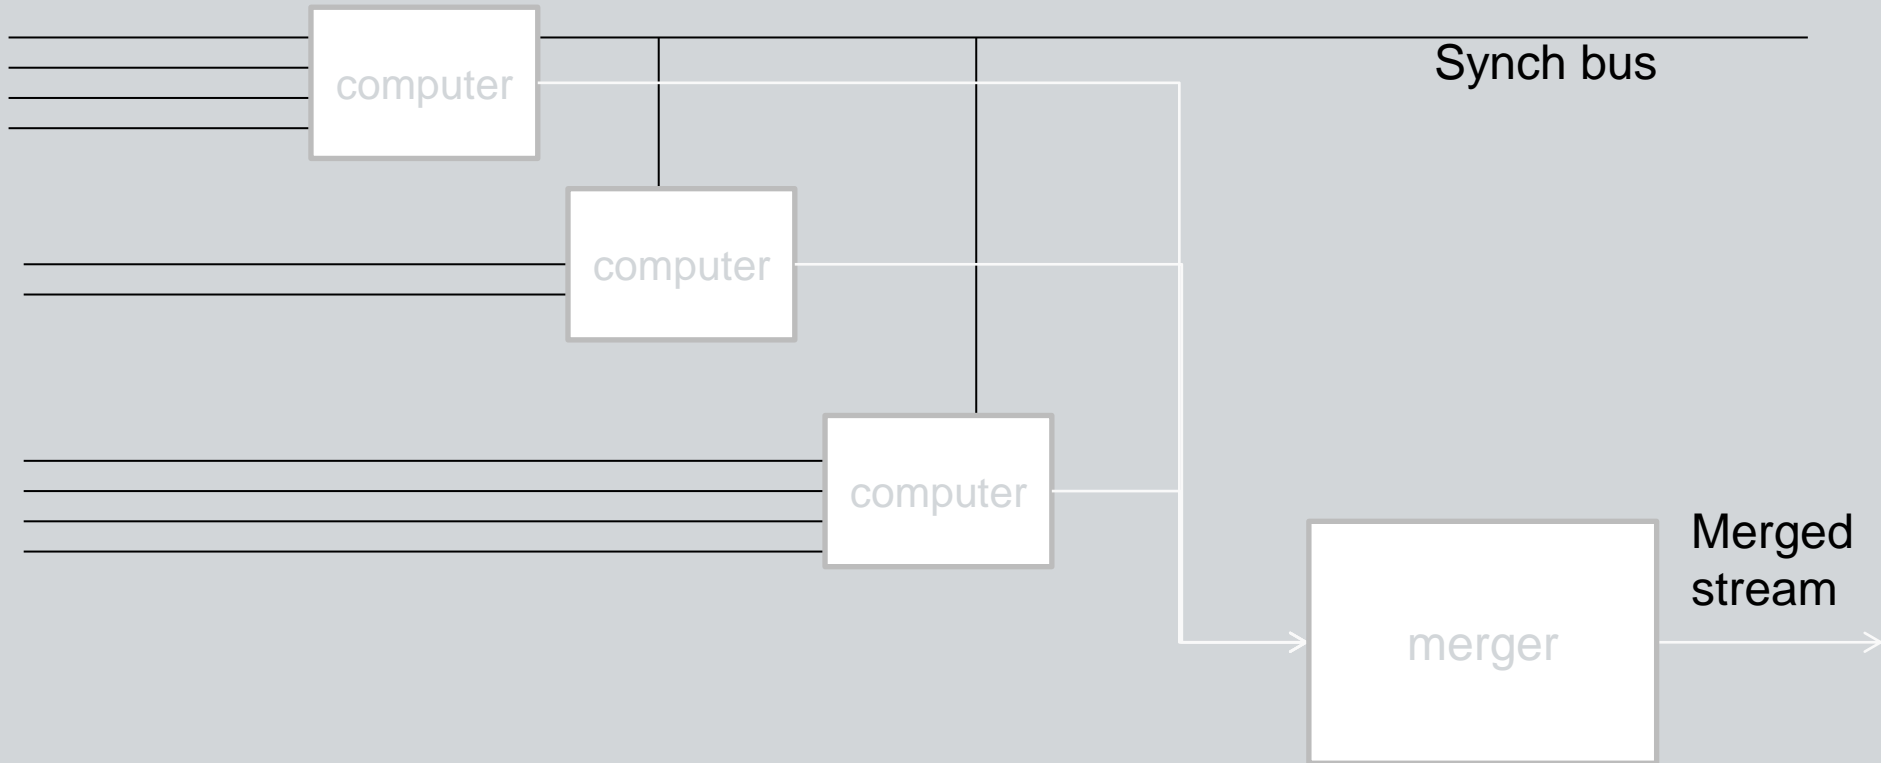 computer
Synch bus
computer
computer
Merged
stream
merger